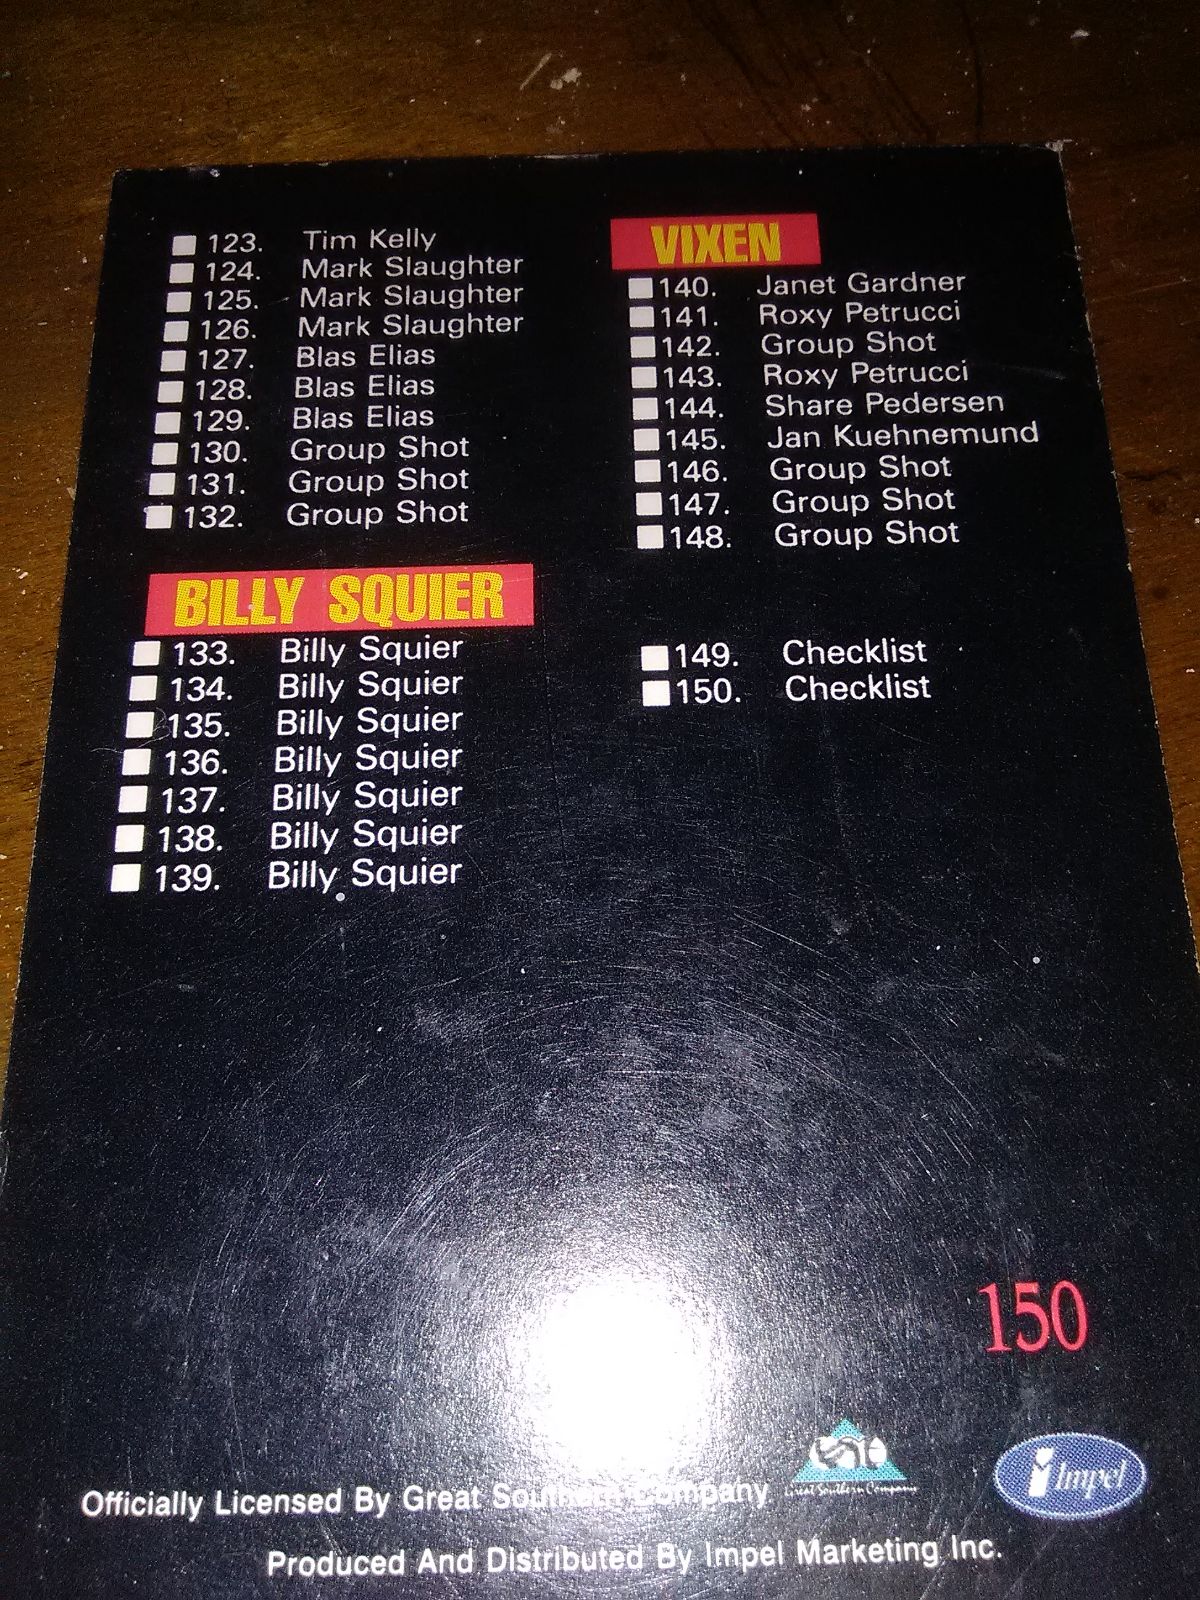 123. Tim Kelly
124. Mark Slaughter
125. Mark Slaughter
126. Mark Slaughter
127. Blas Elias
128. Blas Elias
129. Blas Elias
130. Group Shot
131. Group Shot
132. Group Shot
BILLY SQUIER
133. Billy Squier
134. Billy Squier
135. Billy Squier
136. Billy Squier
137. Billy Squier
138. Billy Squier
139. Billy Squier
VIXEN
140. Janet Gardner
141. Roxy Petrucci
142. Group Shot
143. Roxy Petrucci
144. Share Pedersen
145. Jan Kuehnemund
146. Group Shot
147. Group Shot
148. Group Shot
149. Checklist
150. Checklist
150
Great Southern Company
Impel
Officially Licensed By Great Southern Company
Produced And Distributed By Impel Marketing Inc.